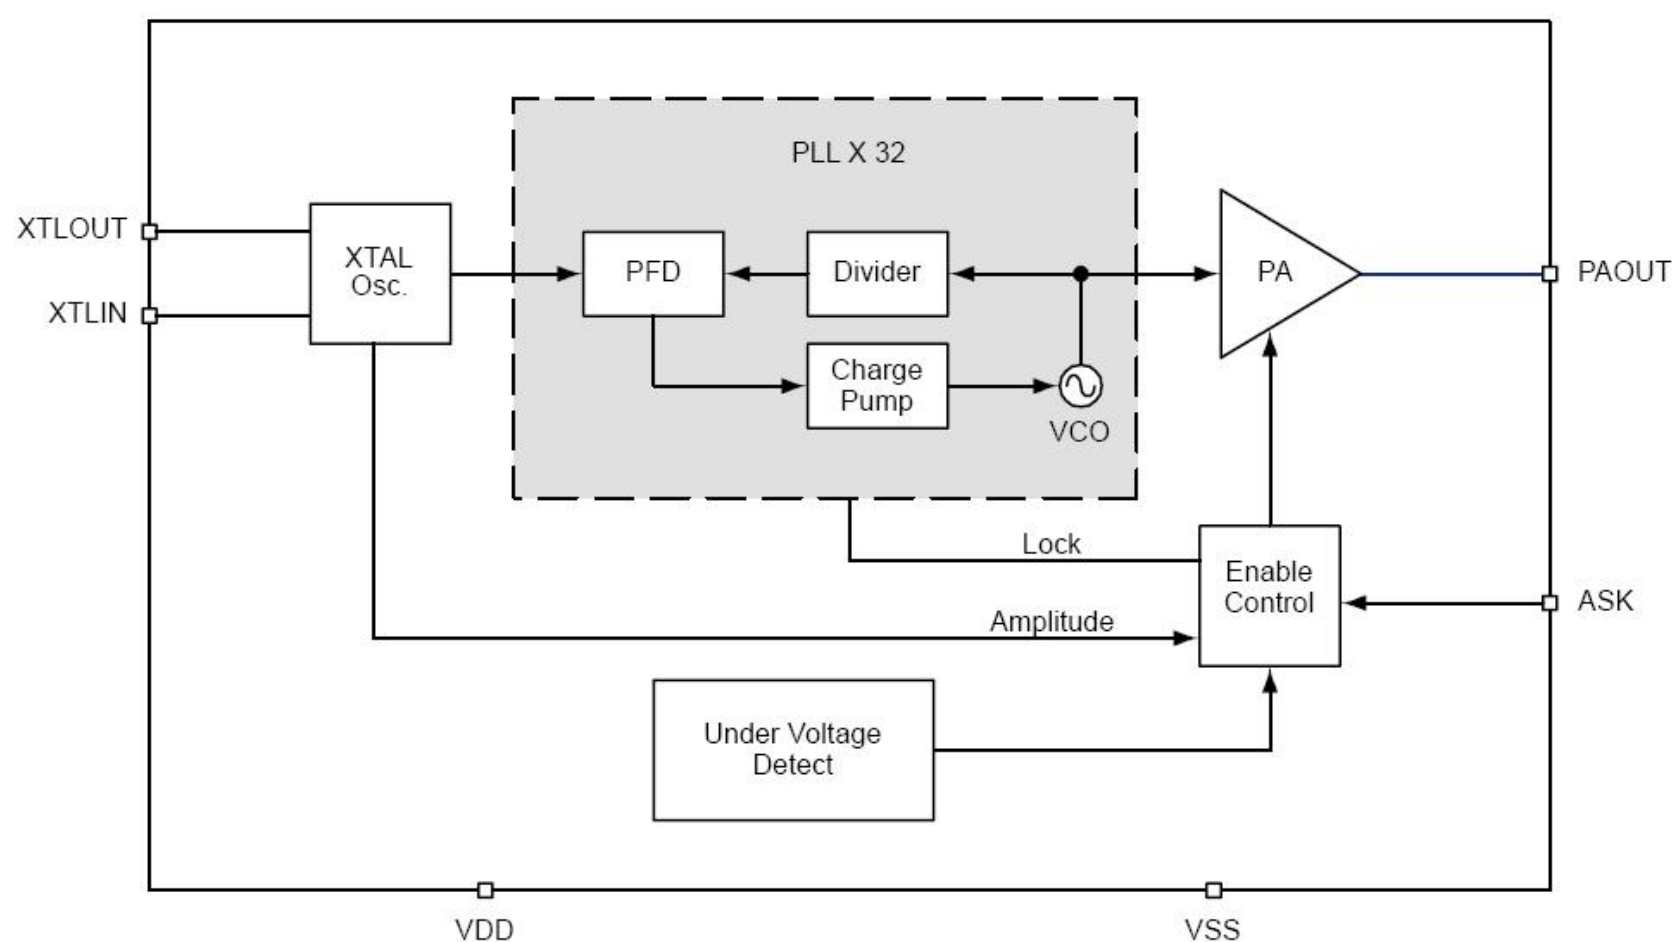 PLL X 32
XTLOUT
XTLIN
XTAL
Osc.
PFD
Divider
PA
PAOUT
Charge
Pump
VCO
Lock
Enable
Control
ASK
Amplitude
Under Voltage
Detect
VDD
VSS